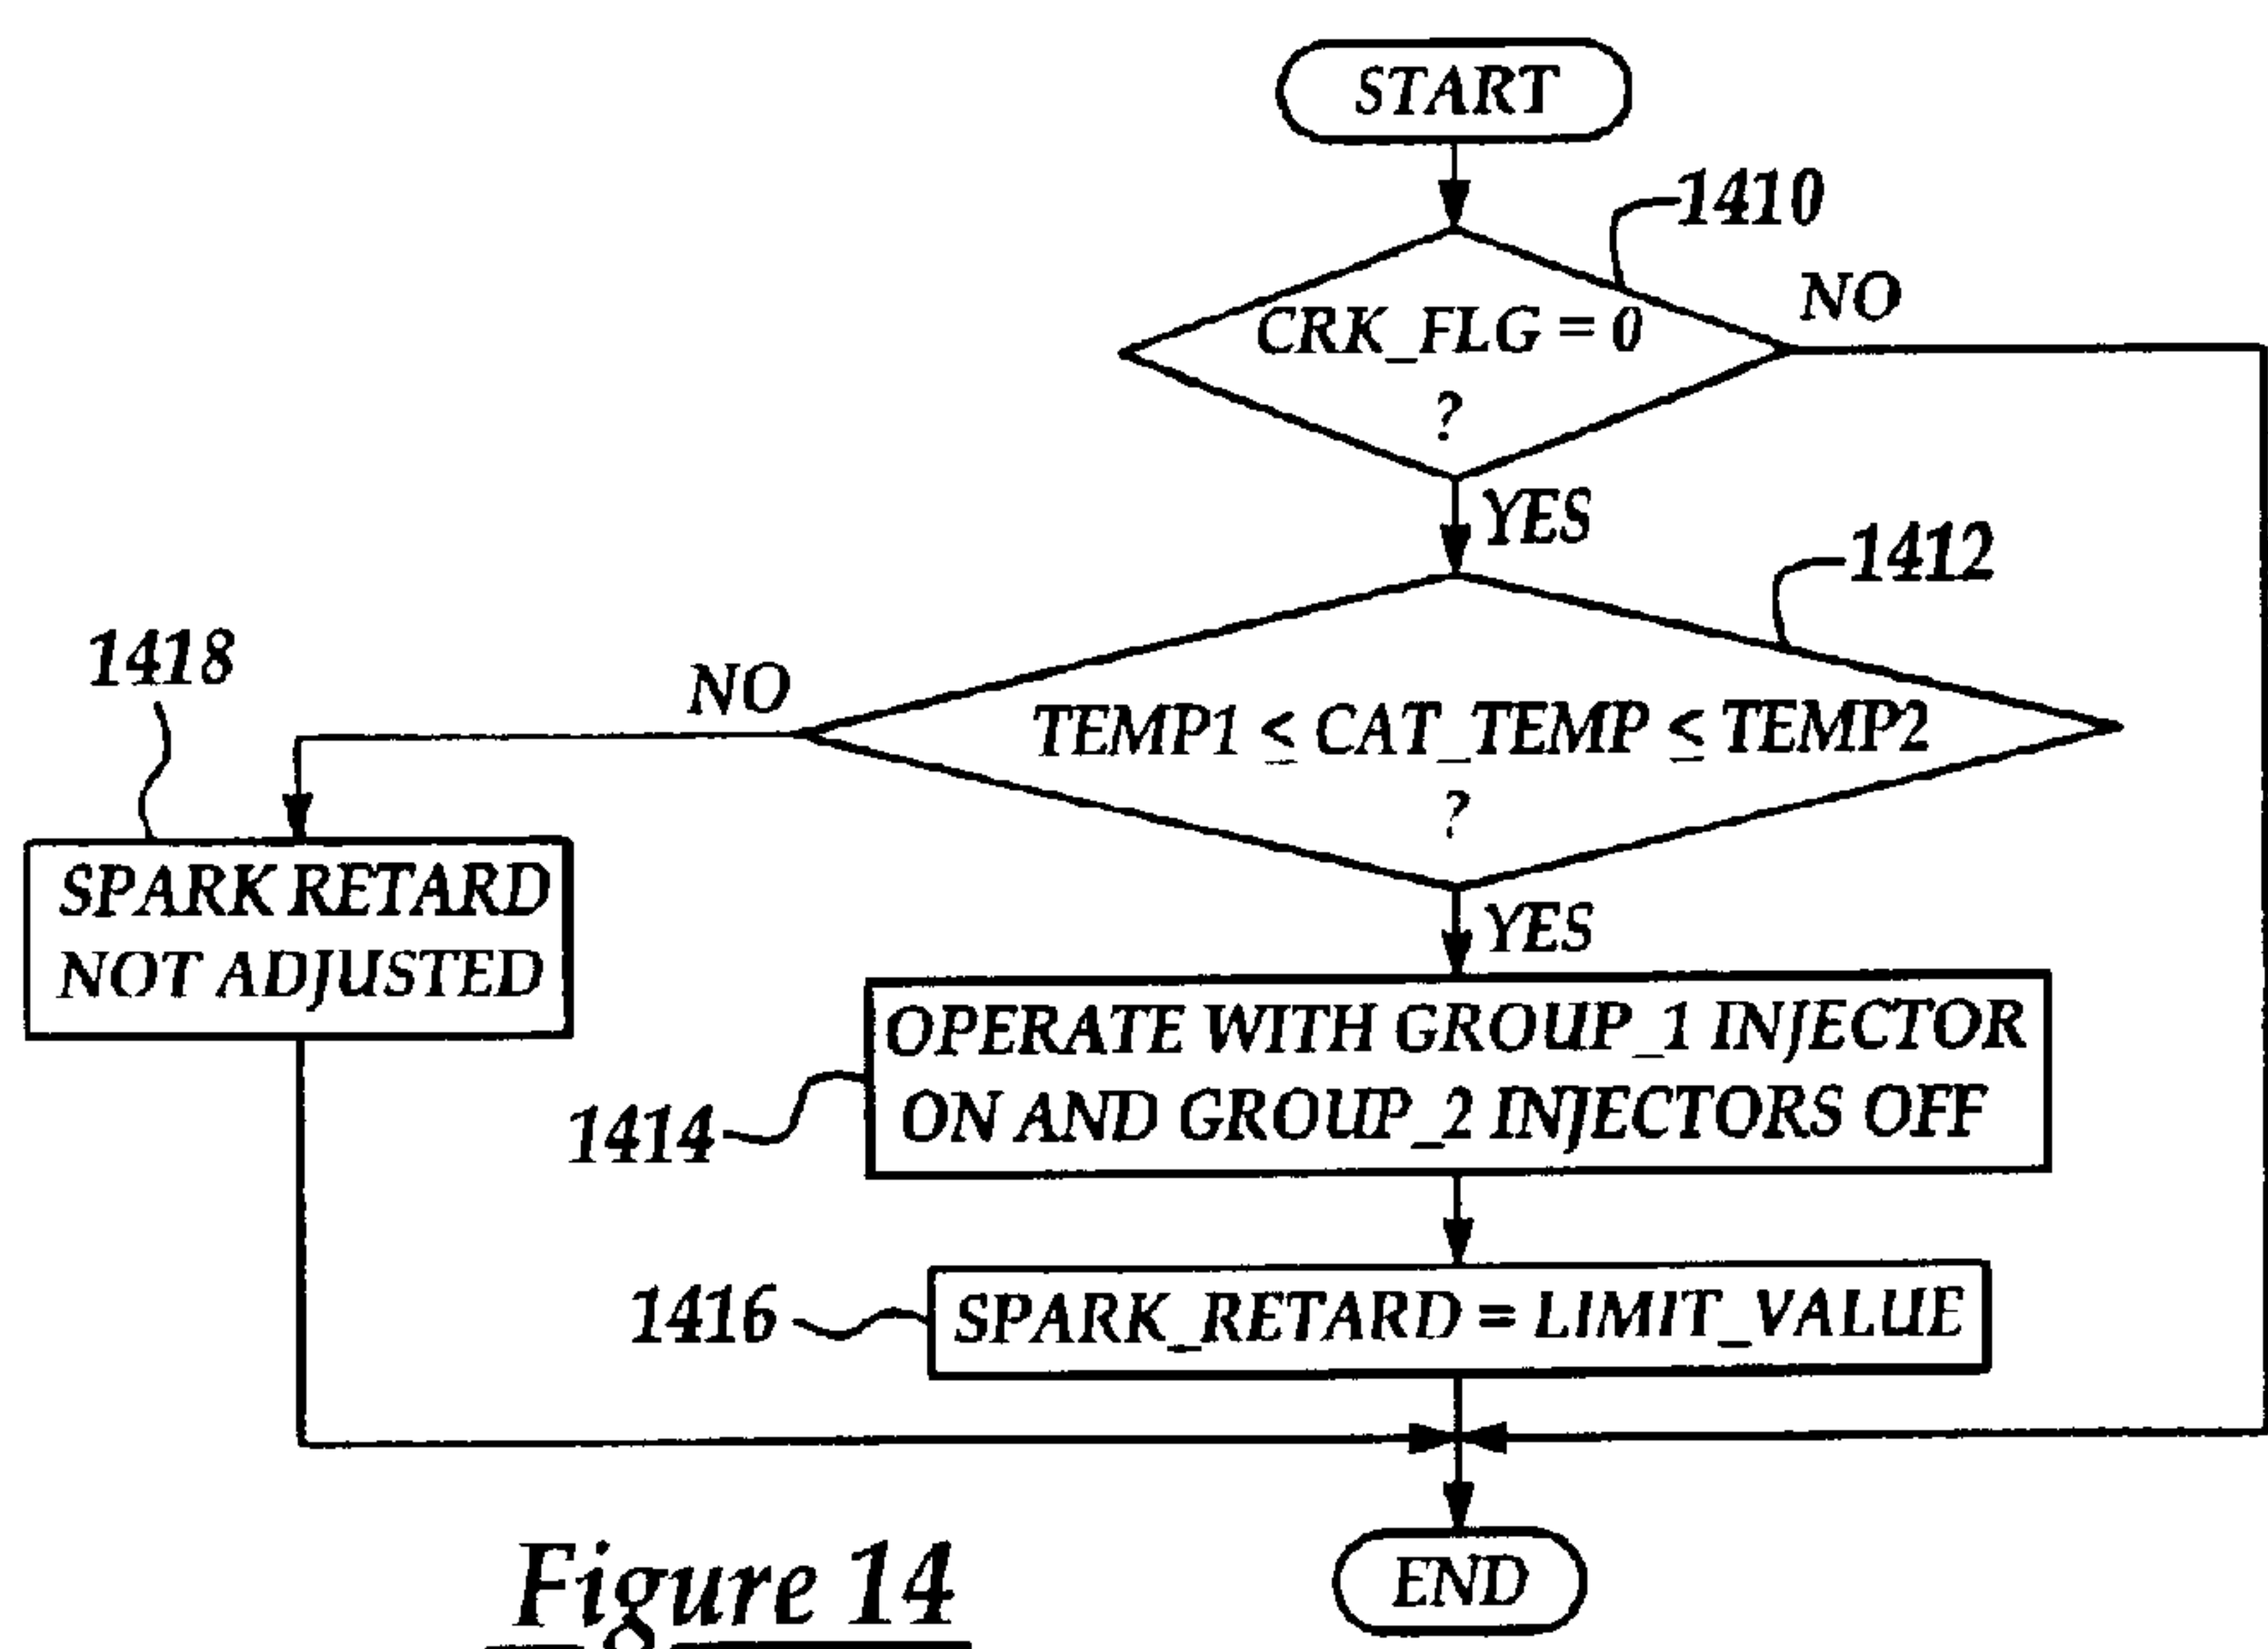 START
1410
NO
CRK_FLG = 0
?
YES
1412
1418
NO
TEMP1 ≤ CAT_TEMP ≤ TEMP2
?
YES
SPARK RETARD
NOT ADJUSTED
OPERATE WITH GROUP_1 INJECTOR
ON AND GROUP_2 INJECTORS OFF
1414
1416
SPARK_RETARD = LIMIT_VALUE
END
Figure 14